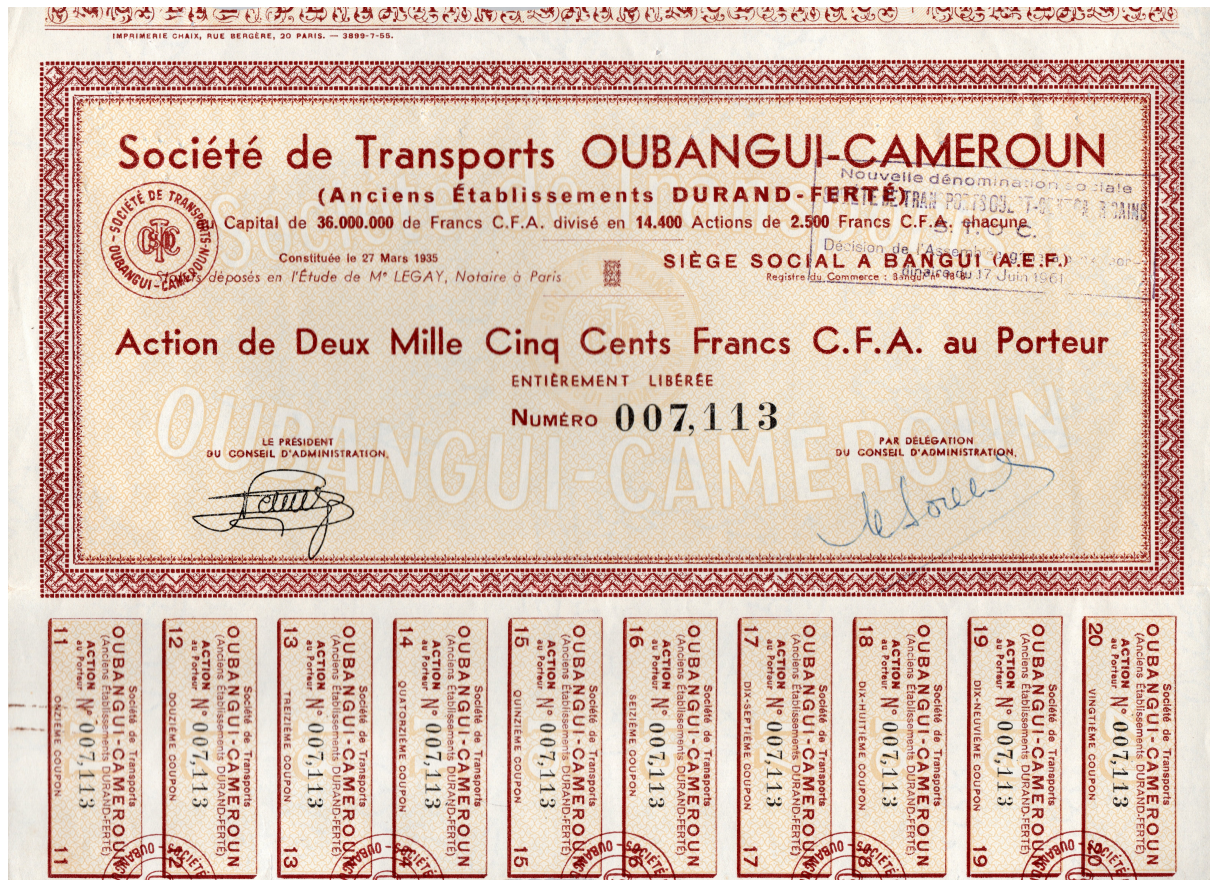 IMPRIMERIE CHAIX, RUE BERGÈRE, 20 PARIS. — 3899-7-55.
Société de Transports OUBANGUI-CAMEROUN
(Anciens Établissements DURAND-FERTÉ)
Capital de 36.000.000 de Francs C.F.A. divisé en 14.400 Actions de 2.500 Francs C.F.A. chacune
Constituée le 27 Mars 1935
déposés en l'Étude de Me LEGAY, Notaire à Paris
SIÈGE SOCIAL A BANGUI (A.E.F.)
Registre du Commerce : Bangui
Nouvelle dénomination sociale
S.T.O.C.
Décision de l'Assemblée
du 17 Juin 1961
SOCIÉTÉ DE TRANSPORTS
OUBANGUI-CAMEROUN
Action de Deux Mille Cinq Cents Francs C.F.A. au Porteur
ENTIÈREMENT LIBÉRÉE
NUMÉRO 007,113
LE PRÉSIDENT
DU CONSEIL D'ADMINISTRATION,
PAR DÉLÉGATION
DU CONSEIL D'ADMINISTRATION,
OUBANGUI-CAMEROUN
Société de Transports
OUBANGUI-CAMEROUN
(Anciens Établissements DURAND-FERTÉ)
ACTION N° 007,113
au Porteur
11 ONZIÈME COUPON 11
Société de Transports
OUBANGUI-CAMEROUN
(Anciens Établissements DURAND-FERTÉ)
ACTION N° 007,113
au Porteur
12 DOUZIÈME COUPON 12
Société de Transports
OUBANGUI-CAMEROUN
(Anciens Établissements DURAND-FERTÉ)
ACTION N° 007,113
au Porteur
13 TREIZIÈME COUPON 13
Société de Transports
OUBANGUI-CAMEROUN
(Anciens Établissements DURAND-FERTÉ)
ACTION N° 007,113
au Porteur
14 QUATORZIÈME COUPON 14
Société de Transports
OUBANGUI-CAMEROUN
(Anciens Établissements DURAND-FERTÉ)
ACTION N° 007,113
au Porteur
15 QUINZIÈME COUPON 15
Société de Transports
OUBANGUI-CAMEROUN
(Anciens Établissements DURAND-FERTÉ)
ACTION N° 007,113
au Porteur
16 SEIZIÈME COUPON 16
Société de Transports
OUBANGUI-CAMEROUN
(Anciens Établissements DURAND-FERTÉ)
ACTION N° 007,113
au Porteur
17 DIX-SEPTIÈME COUPON 17
Société de Transports
OUBANGUI-CAMEROUN
(Anciens Établissements DURAND-FERTÉ)
ACTION N° 007,113
au Porteur
18 DIX-HUITIÈME COUPON 18
Société de Transports
OUBANGUI-CAMEROUN
(Anciens Établissements DURAND-FERTÉ)
ACTION N° 007,113
au Porteur
19 DIX-NEUVIÈME COUPON 19
Société de Transports
OUBANGUI-CAMEROUN
(Anciens Établissements DURAND-FERTÉ)
ACTION N° 007,113
au Porteur
20 VINGTIÈME COUPON 20